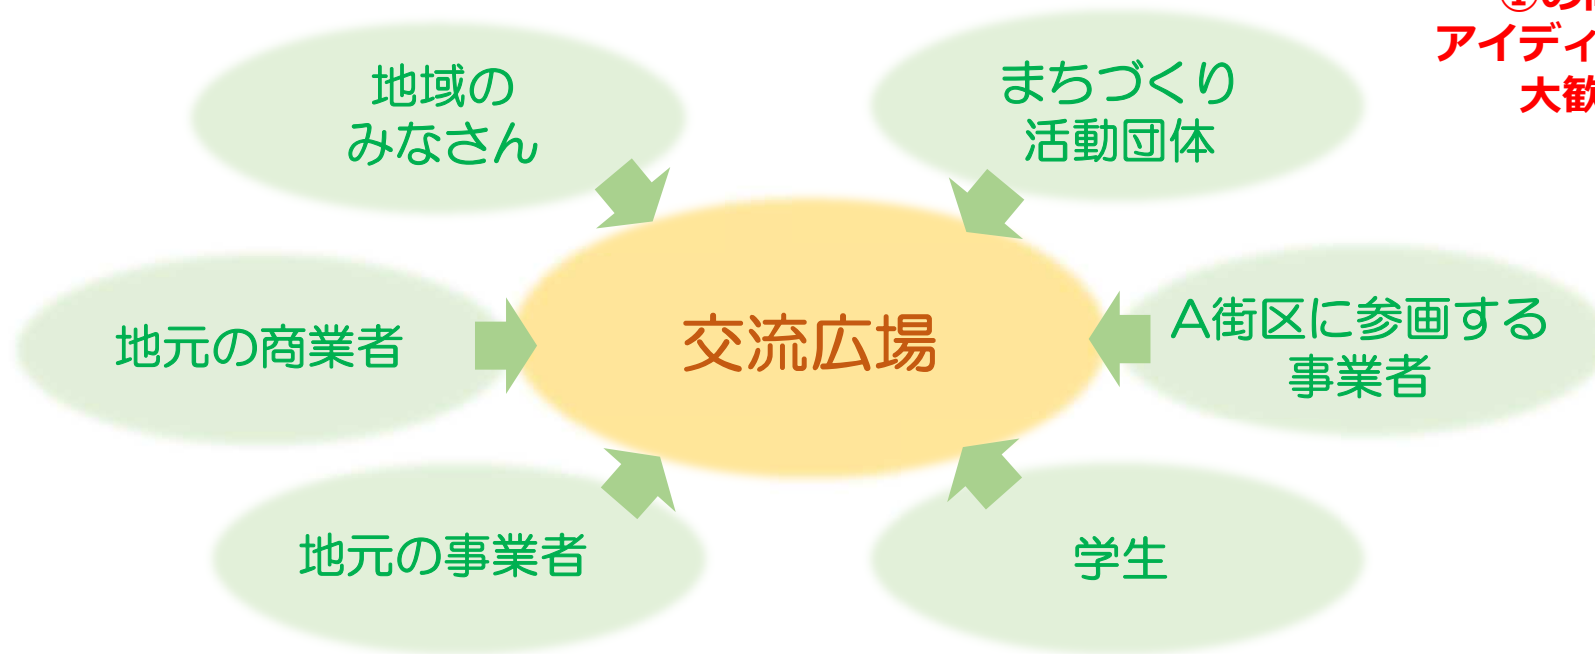 地域の
みなさん
まちづくり
活動団体
アイディ
大歓
地元の商業者
交流広場
A街区に参画する
事業者
地元の事業者
学生